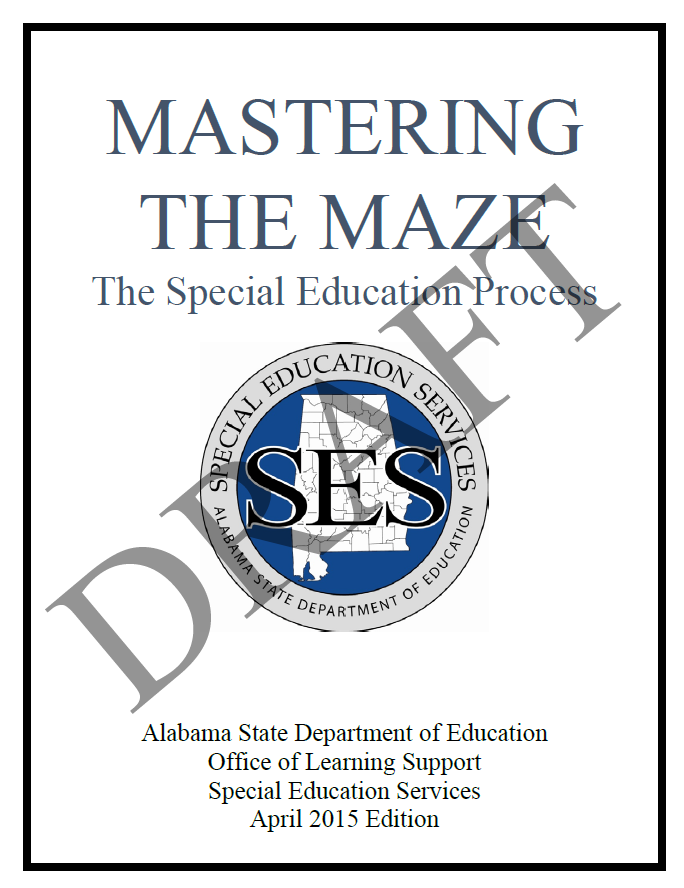 MASTERING
THE MAZE
The Special Education Process
SPECIAL EDUCATION SERVICES
SES
ALABAMA STATE DEPARTMENT OF EDUCATION
DRAFT
Alabama State Department of Education
Office of Learning Support
Special Education Services
April 2015 Edition